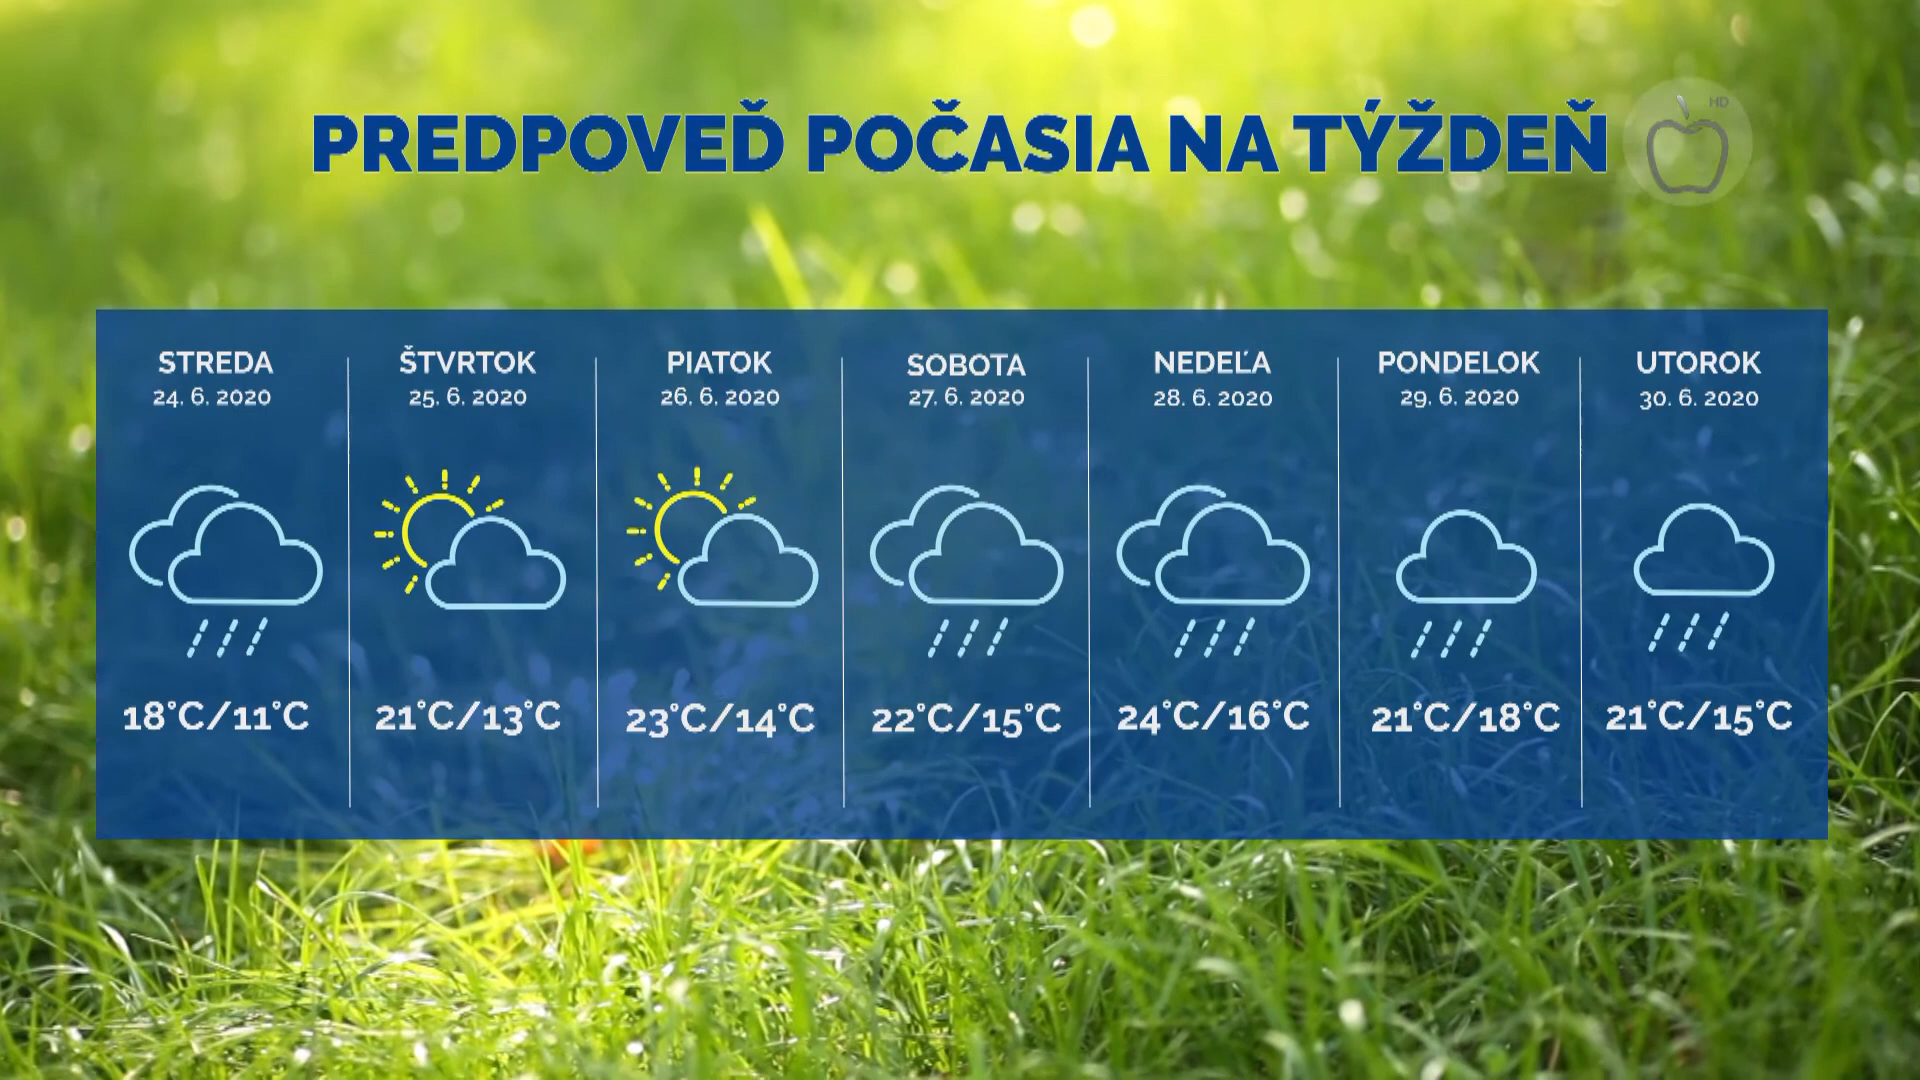 PREDPOVEĎ POČASIA NA TÝŽDEŇ
HD
STREDA
24. 6. 2020
18°C/11°C
ŠTVRTOK
25. 6. 2020
21°C/13°C
PIATOK
26. 6. 2020
23°C/14°C
SOBOTA
27. 6. 2020
22°C/15°C
NEDEĽA
28. 6. 2020
24°C/16°C
PONDELOK
29. 6. 2020
21°C/18°C
UTOROK
30. 6. 2020
21°C/15°C